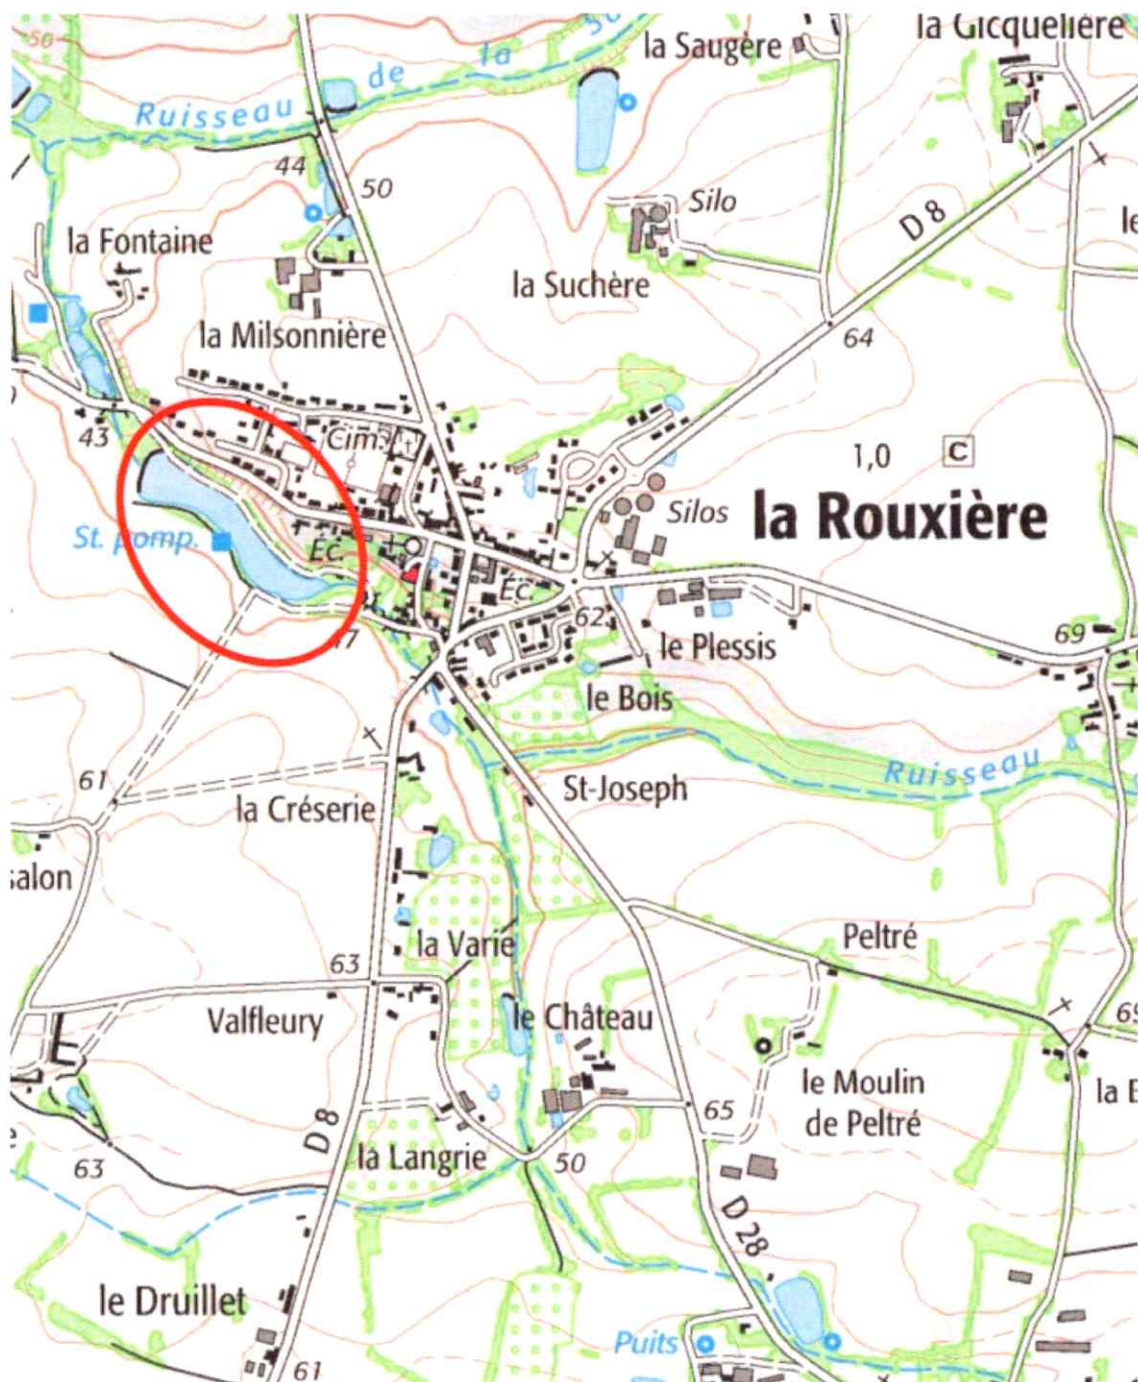 la Gicquelière
la Saugère
50
Ruisseau de la
44
50
Silo
D 8
la Fontaine
la Suchère
la Milsonnière
64
43
Cim.
1,0
C
Silos
la Rouxière
St. pomp.
Éc.
Éc.
62
69
le Plessis
le Bois
Ruisseau
61
St-Joseph
la Créserie
salon
la Varie
Peltré
63
Valfleury
le Château
le Moulin
de Peltré
65
D 8
la Langrie
50
63
D 28
le Druillet
Puits
61